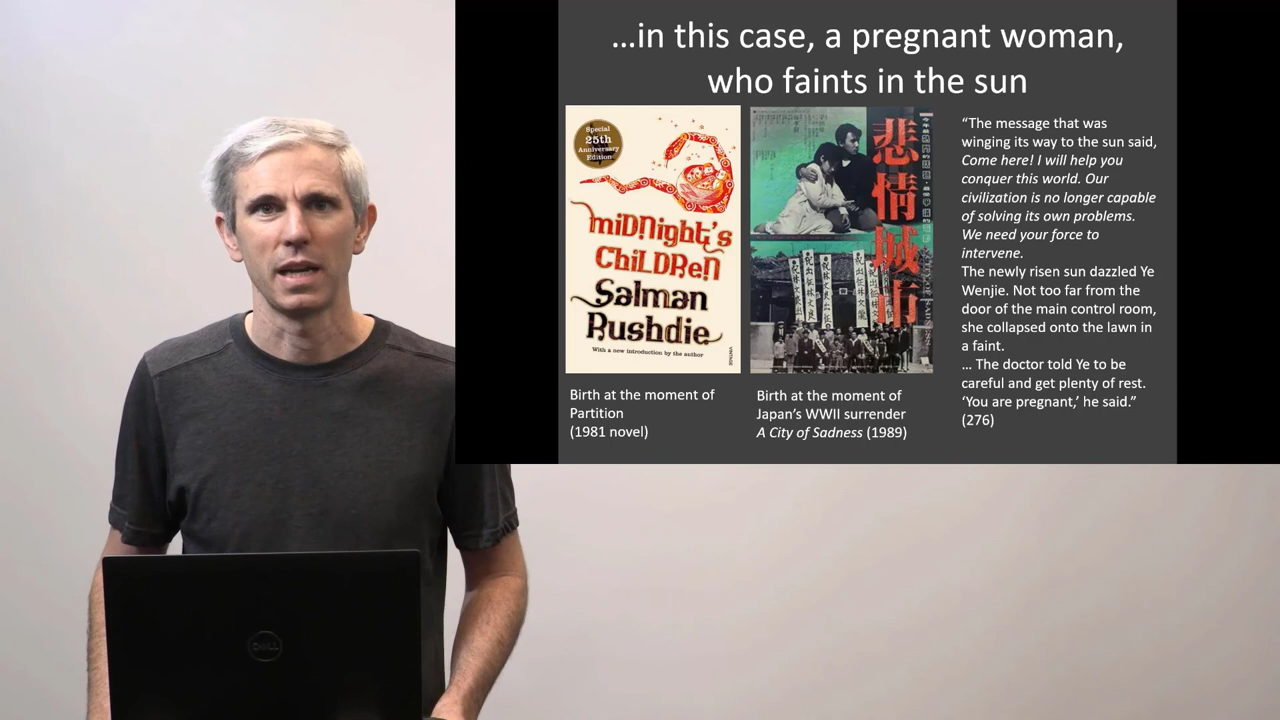 …in this case, a pregnant woman,
who faints in the sun
Special
25th
Anniversary
Edition
miDNight's
ChiLDReN
Salman
Rushdie
With a new introduction by the author
VINTAGE
悲情城市
Birth at the moment of
Partition
(1981 novel)
Birth at the moment of
Japan’s WWII surrender
A City of Sadness (1989)
“The message that was
winging its way to the sun said,
Come here! I will help you
conquer this world. Our
civilization is no longer capable
of solving its own problems.
We need your force to
intervene.
The newly risen sun dazzled Ye
Wenjie. Not too far from the
door of the main control room,
she collapsed onto the lawn in
a faint.
… The doctor told Ye to be
careful and get plenty of rest.
‘You are pregnant,’ he said.”
(276)
DELL